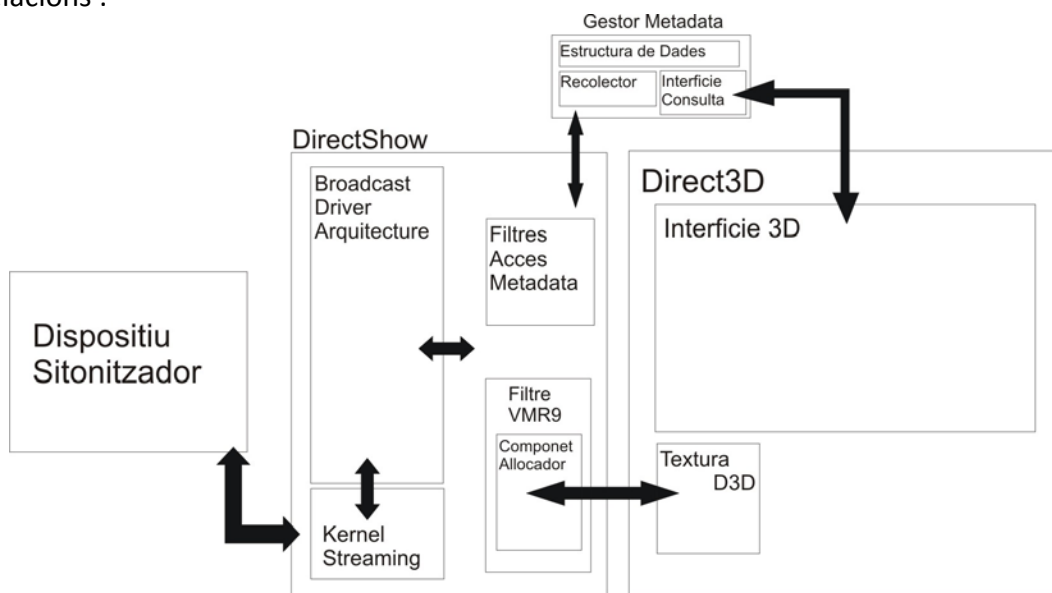 nacions .
Gestor Metadata
Estructura de Dades
Recolector
Interficie
Consulta
DirectShow
Broadcast
Driver
Arquitecture
Filtres
Acces
Metadata
Direct3D
Interficie 3D
Dispositiu
Sitonitzador
Filtre
VMR9
Componet
Allocador
Textura
D3D
Kernel
Streaming